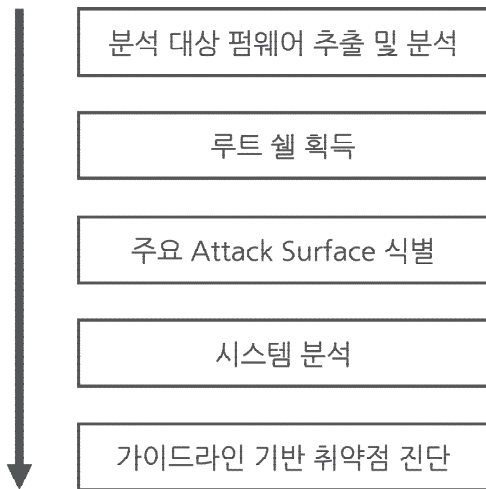 분석 대상 펌웨어 추출 및 분석
루트 쉘 획득
주요 Attack Surface 식별
시스템 분석
가이드라인 기반 취약점 진단